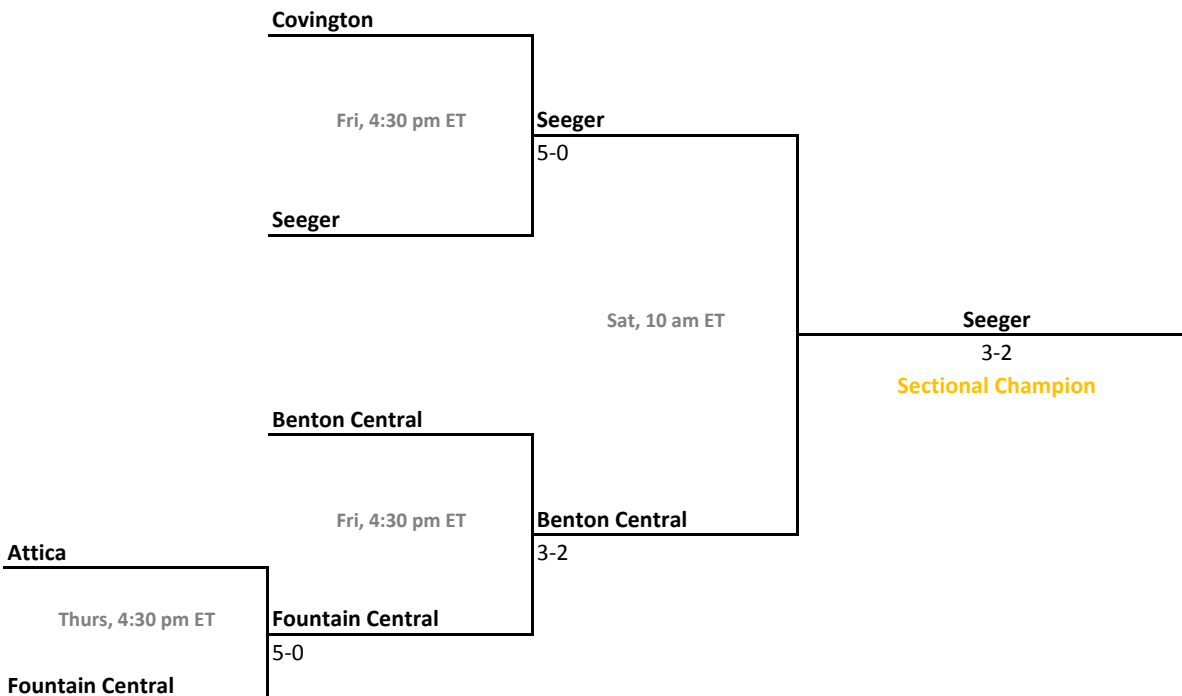 Covington
Fri, 4:30 pm ET
Seeger
5-0
Seeger
Sat, 10 am ET
Seeger
3-2
Sectional Champion
Benton Central
Fri, 4:30 pm ET
Benton Central
3-2
Attica
Thurs, 4:30 pm ET
Fountain Central
5-0
Fountain Central